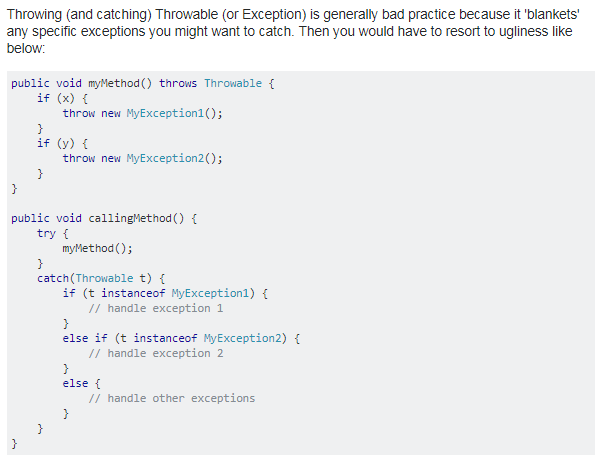 Throwing (and catching) Throwable (or Exception) is generally bad practice because it 'blankets'
any specific exceptions you might want to catch. Then you would have to resort to ugliness like
below:
public void myMethod() throws Throwable {
    if (x) {
        throw new MyException1();
    }
    if (y) {
        throw new MyException2();
    }
}

public void callingMethod() {
    try {
        myMethod();
    }
    catch(Throwable t) {
        if (t instanceof MyException1) {
            // handle exception 1
        }
        else if (t instanceof MyException2) {
            // handle exception 2
        }
        else {
            // handle other exceptions
        }
    }
}